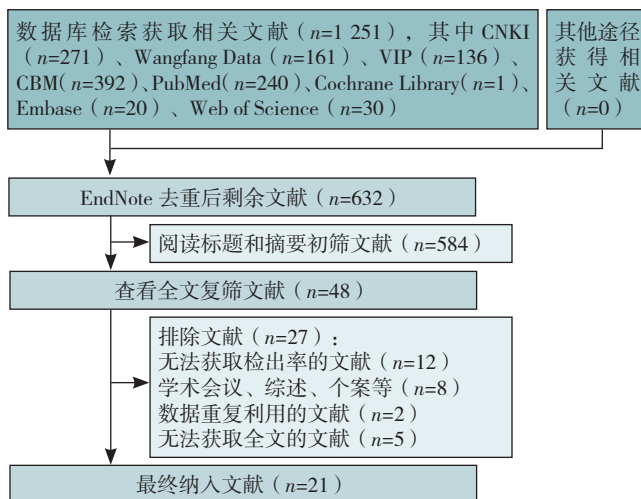 数据库检索获取相关文献（n=1 251），其中 CNKI
（n=271）、Wangfang Data（n=161）、VIP（n=136）、
CBM（n=392）、PubMed（n=240）、Cochrane Library（n=1）、
Embase（n=20）、Web of Science（n=30）
其他途径
获得相
关文献
（n=0）
EndNote 去重后剩余文献（n=632）
阅读标题和摘要初筛文献（n=584）
查看全文复筛文献（n=48）
排除文献（n=27）：
无法获取检出率的文献（n=12）
学术会议、综述、个案等（n=8）
数据重复利用的文献（n=2）
无法获取全文的文献（n=5）
最终纳入文献（n=21）